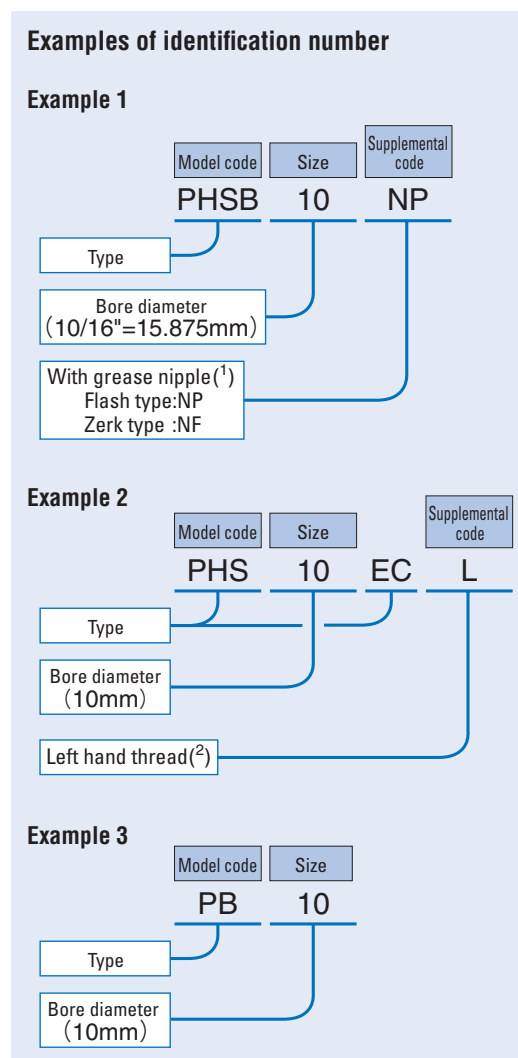 Examples of identification number
Example 1
Model code Size Supplemental code
PHSB 10 NP
Type
Bore diameter
(10/16"=15.875mm)
With grease nipple(1)
Flash type:NP
Zerk type :NF
Example 2
Model code Size Supplemental code
PHS 10 EC L
Type
Bore diameter
(10mm)
Left hand thread(2)
Example 3
Model code Size
PB 10
Type
Bore diameter
(10mm)